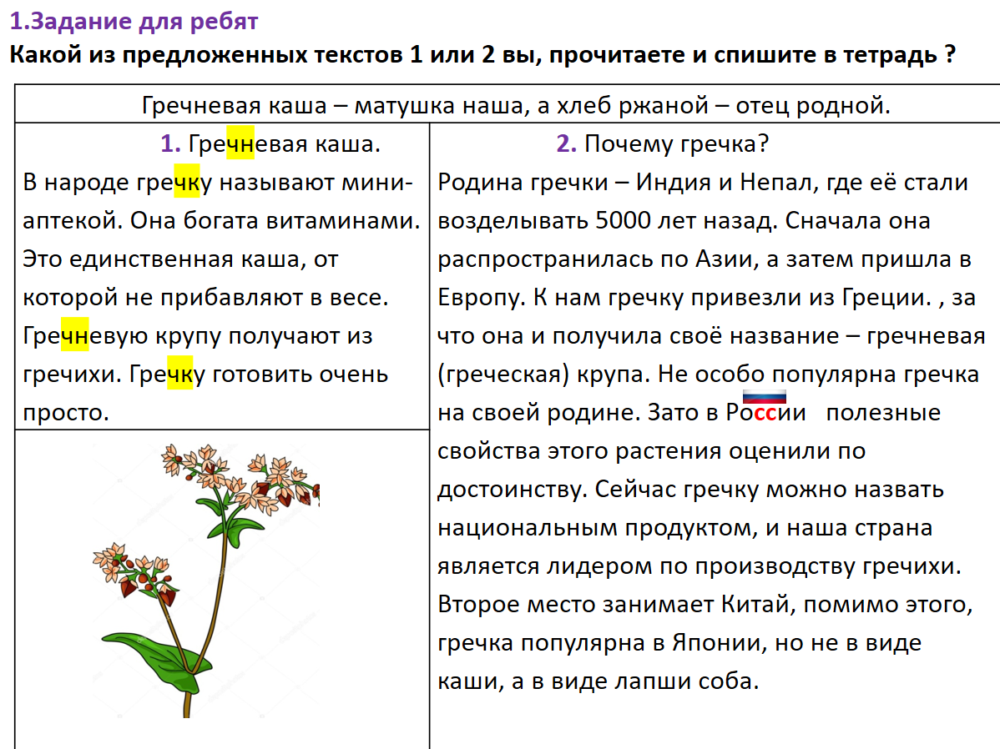 1.Задание для ребят
Какой из предложенных текстов 1 или 2 вы, прочитаете и спишите в тетрадь ?
Гречневая каша – матушка наша, а хлеб ржаной – отец родной.
1. Гречневая каша.
В народе гречку называют мини-
аптекой. Она богата витаминами.
Это единственная каша, от
которой не прибавляют в весе.
Гречневую крупу получают из
гречихи. Гречку готовить очень
просто.
2. Почему гречка?
Родина гречки – Индия и Непал, где её стали
возделывать 5000 лет назад. Сначала она
распространилась по Азии, а затем пришла в
Европу. К нам гречку привезли из Греции. , за
что она и получила своё название – гречневая
(греческая) крупа. Не особо популярна гречка
на своей родине. Зато в России полезные
свойства этого растения оценили по
достоинству. Сейчас гречку можно назвать
национальным продуктом, и наша страна
является лидером по производству гречихи.
Второе место занимает Китай, помимо этого,
гречка популярна в Японии, но не в виде
каши, а в виде лапши соба.